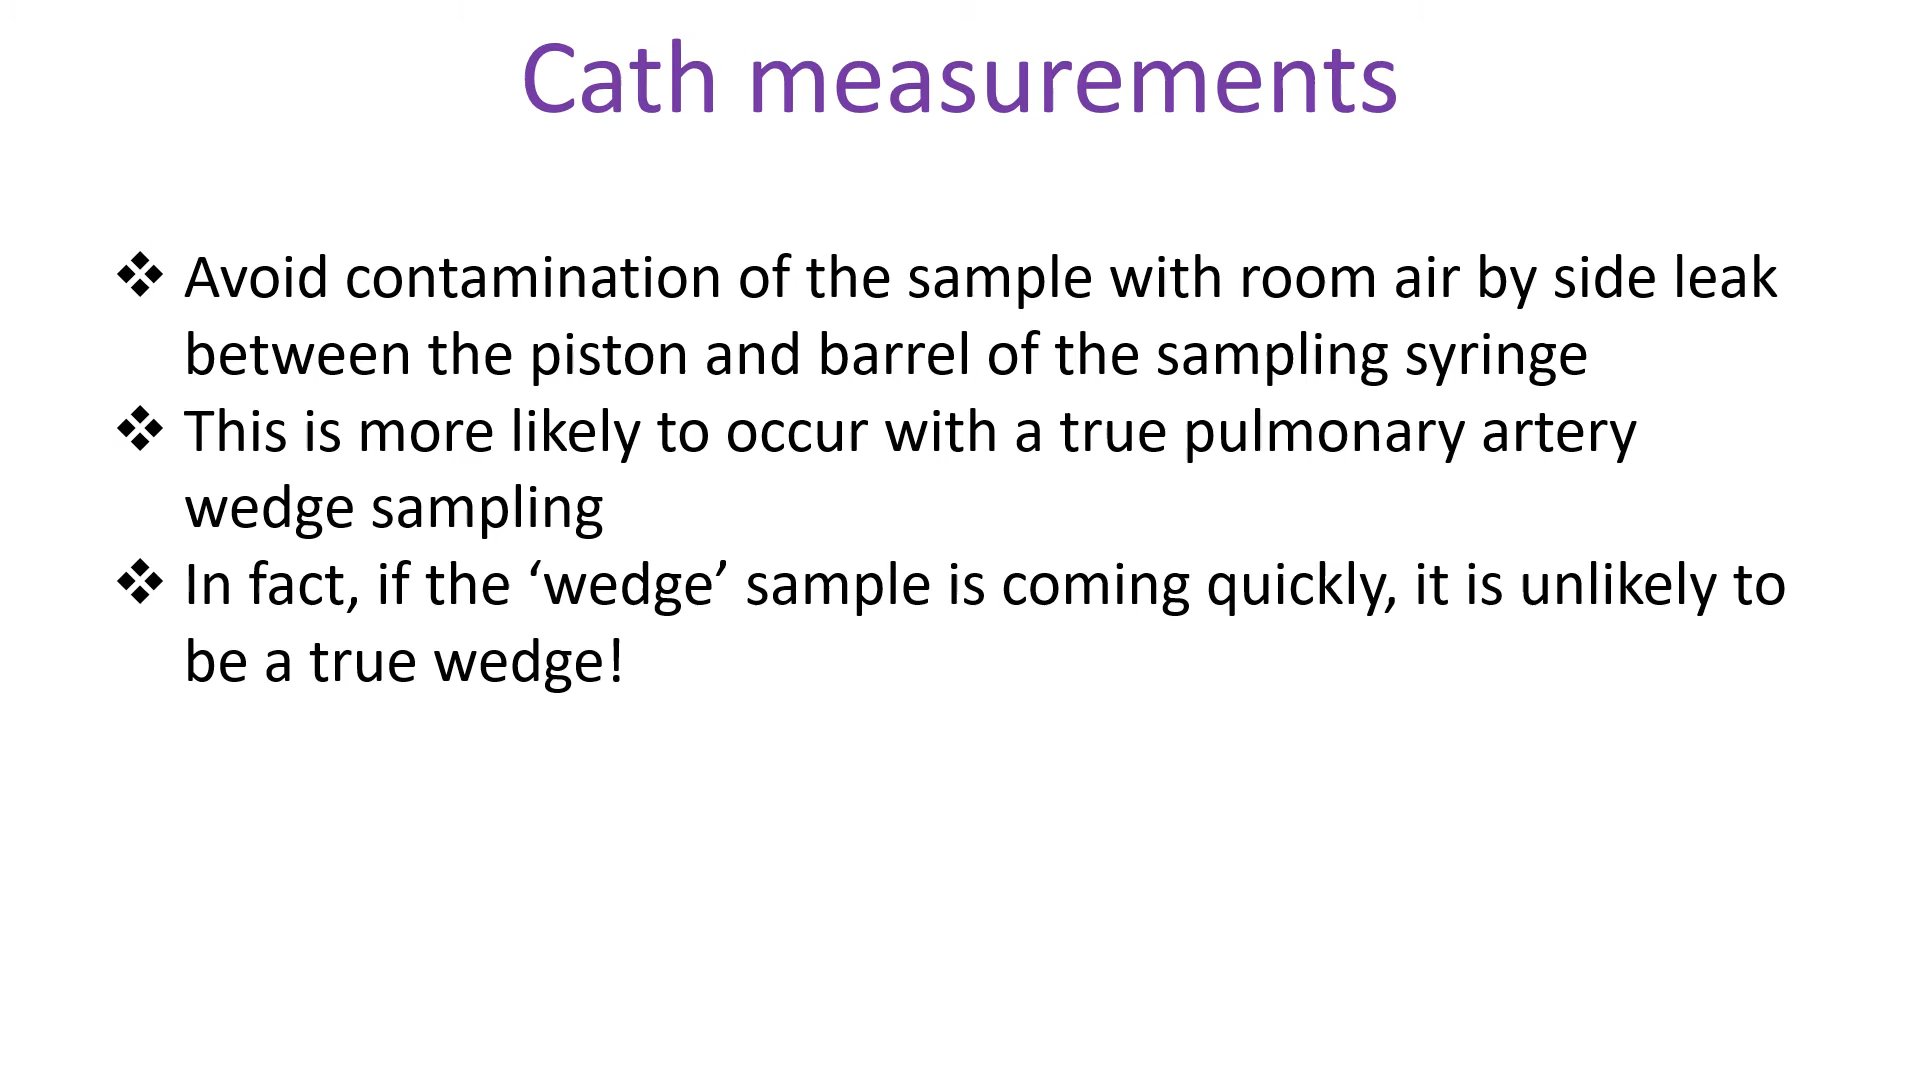 Cath measurements
❖ Avoid contamination of the sample with room air by side leak
between the piston and barrel of the sampling syringe
❖ This is more likely to occur with a true pulmonary artery
wedge sampling
❖ In fact, if the ‘wedge’ sample is coming quickly, it is unlikely to
be a true wedge!